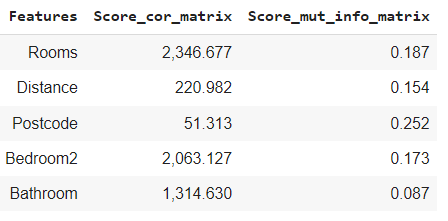 Features Score_cor_matrix Score_mut_info_matrix
Rooms 2,346.677 0.187
Distance 220.982 0.154
Postcode 51.313 0.252
Bedroom2 2,063.127 0.173
Bathroom 1,314.630 0.087